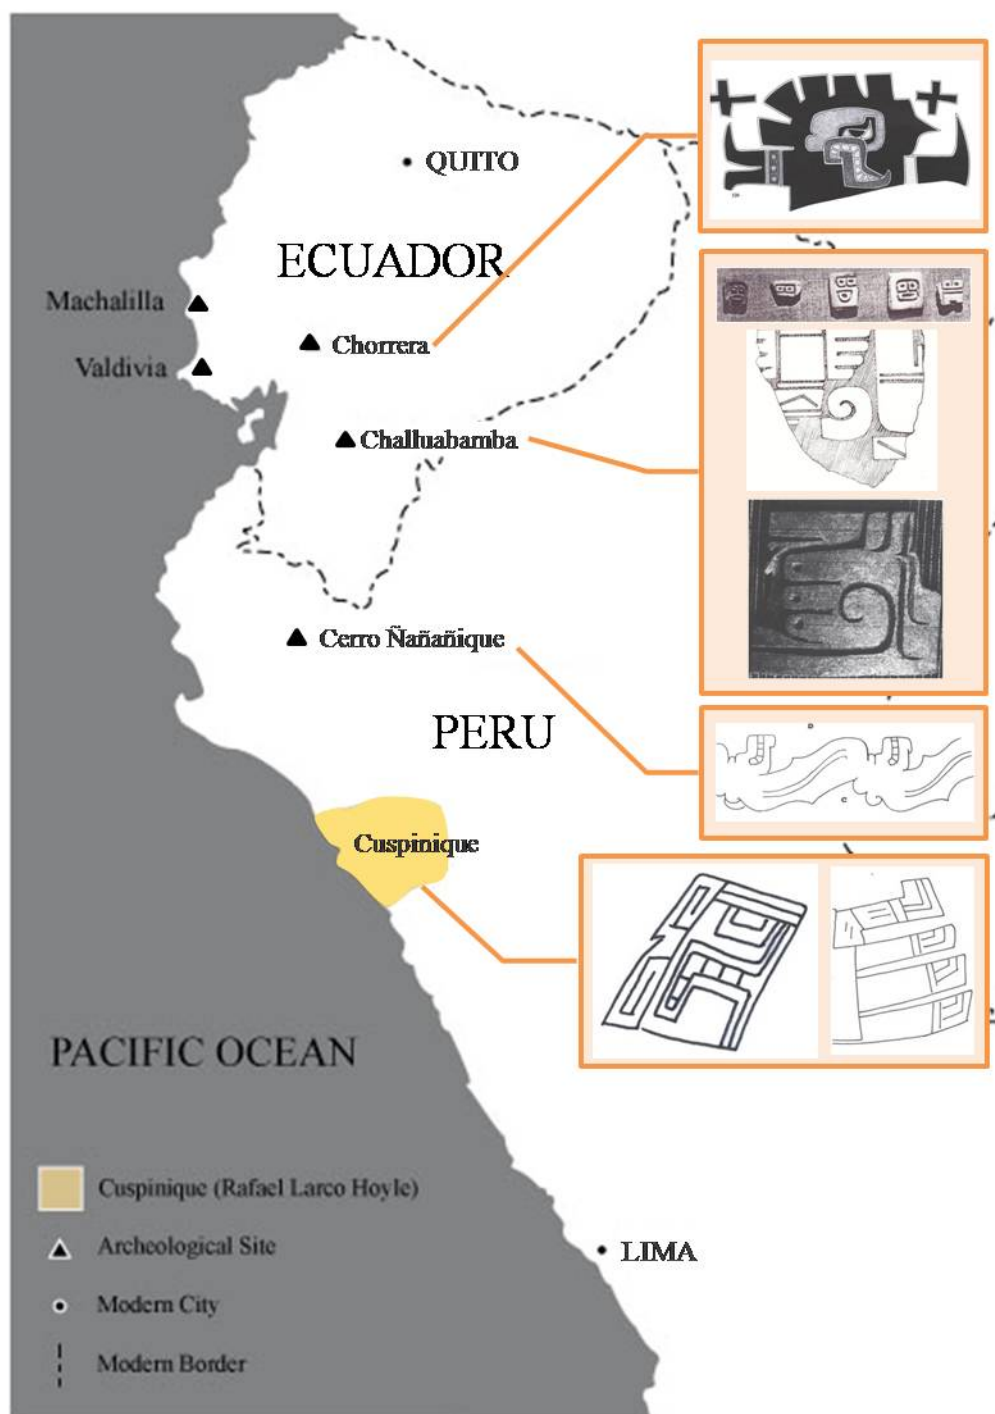 QUITO
ECUADOR
Machalilla
Chorrera
Valdivia
Challuabamba
Cerro Ñañañique
PERU
Cuspinique
PACIFIC OCEAN
Cuspinique (Rafael Larco Hoyle)
Archeological Site
LIMA
Modern City
Modern Border